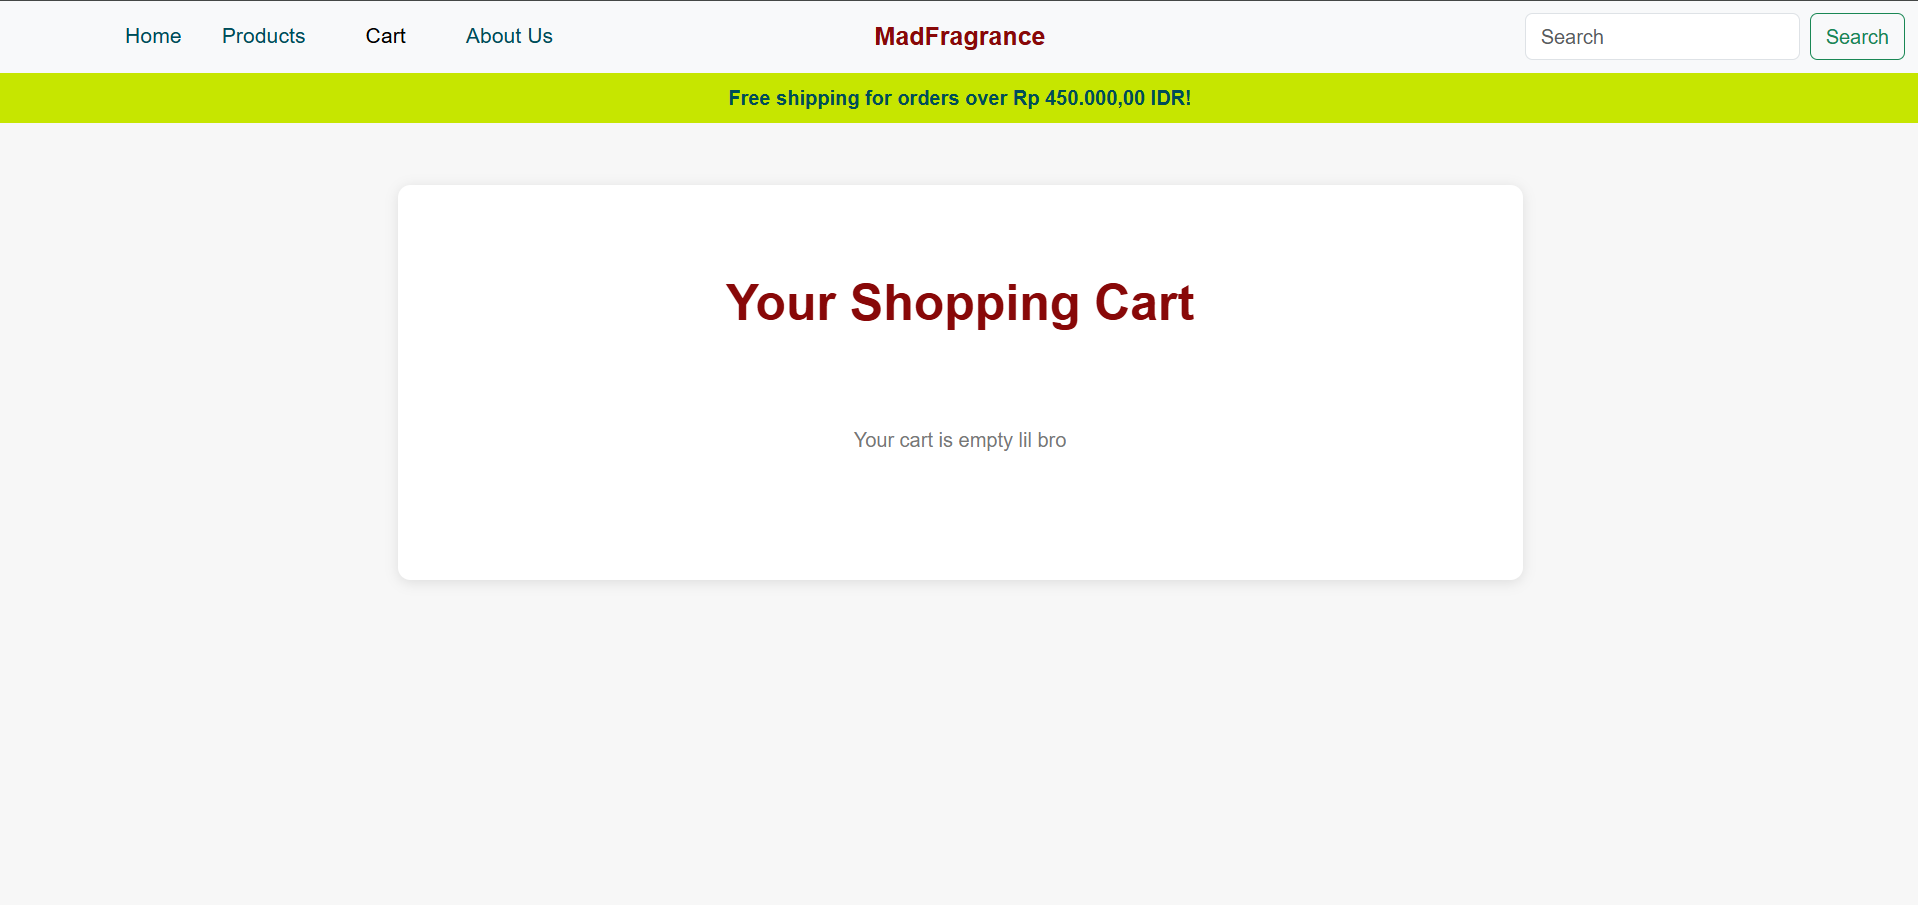 Home Products Cart About Us MadFragrance Search Search
Free shipping for orders over Rp 450.000,00 IDR!
Your Shopping Cart
Your cart is empty lil bro